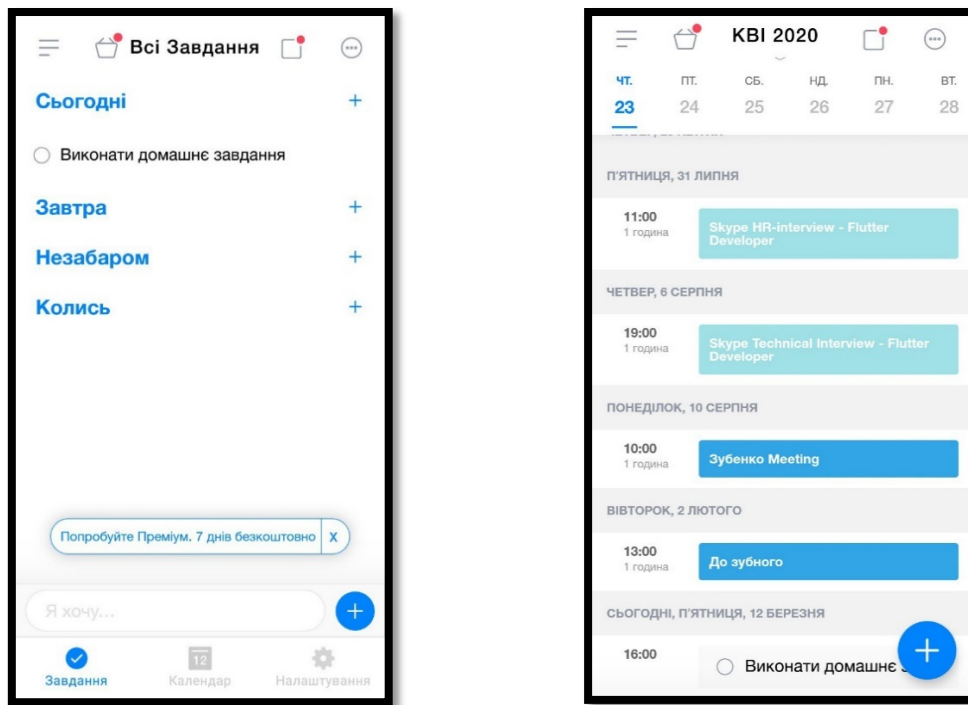 Всі Завдання
Сьогодні
Виконати домашнє завдання
Завтра
Незабаром
Колись
Попробуйте Преміум. 7 днів безкоштовно X
Я хочу...
12
Завдання Календар Налаштування
КВІ 2020
ЧТ. ПТ. СБ. НД. ПН. ВТ.
23 24 25 26 27 28
П'ЯТНИЦЯ, 31 ЛИПНЯ
11:00
1 година
Skype HR-interview - Flutter
Developer
ЧЕТВЕР, 6 СЕРПНЯ
19:00
1 година
Skype Technical Interview - Flutter
Developer
ПОНЕДІЛОК, 10 СЕРПНЯ
10:00
1 година
Зубенко Meeting
ВІВТОРОК, 2 ЛЮТОГО
13:00
1 година
До зубного
СЬОГОДНІ, П'ЯТНИЦЯ, 12 БЕРЕЗНЯ
16:00
Виконати домашнє